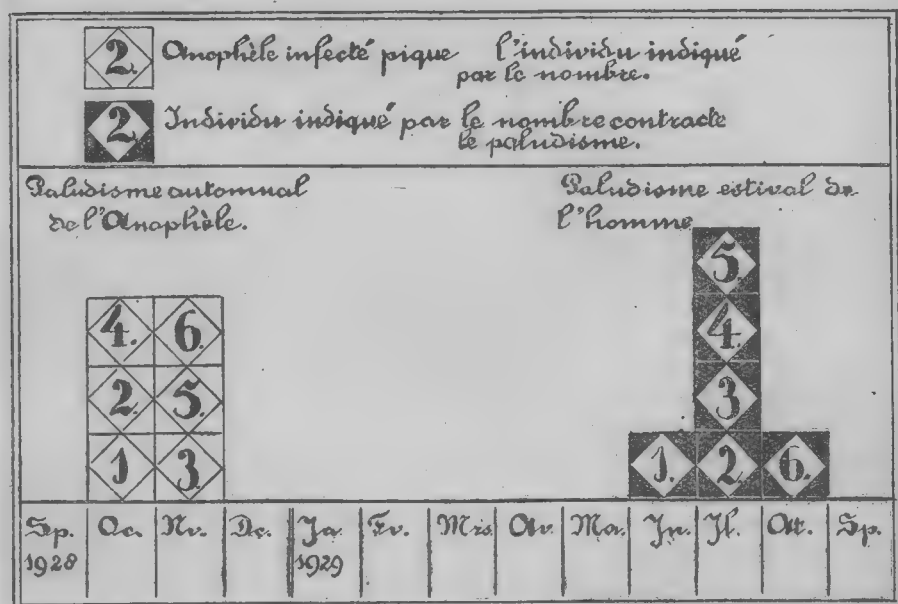 2. Anophèle infecté pique l'individu indiqué
par le nombre.
2 Individu indiqué par le nombre contracte
le paludisme.
Paludisme automnal
de l'Anophèle.
Paludisme estival de
l'homme
5.
4. 6. 4.
2. 5. 3
1 3. 1. 2 6.
Sp. Oc. Nv. De. Ja Fv. Mrs Av Ma. Jn. Jl. At. Sp.
1928 1929